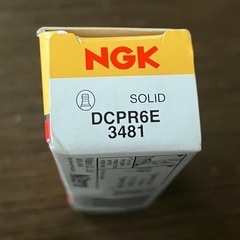 NGK
SOLID
DCPR6E
3481